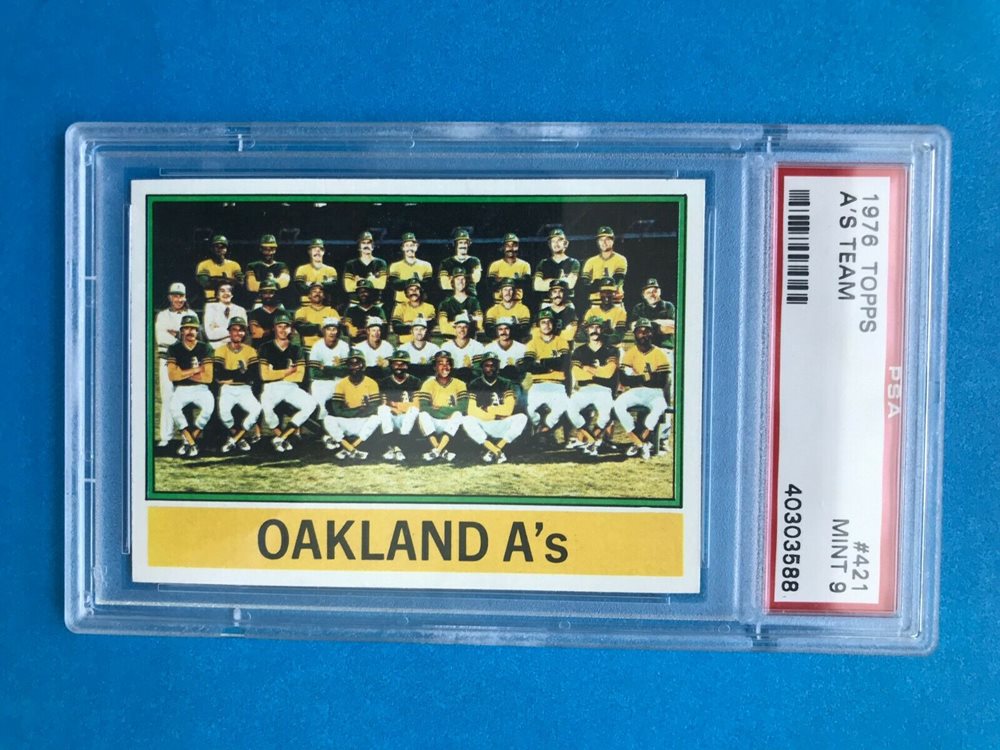 OAKLAND A's
1976 TOPPS #421
A'S TEAM MINT 9
40303588
PSA